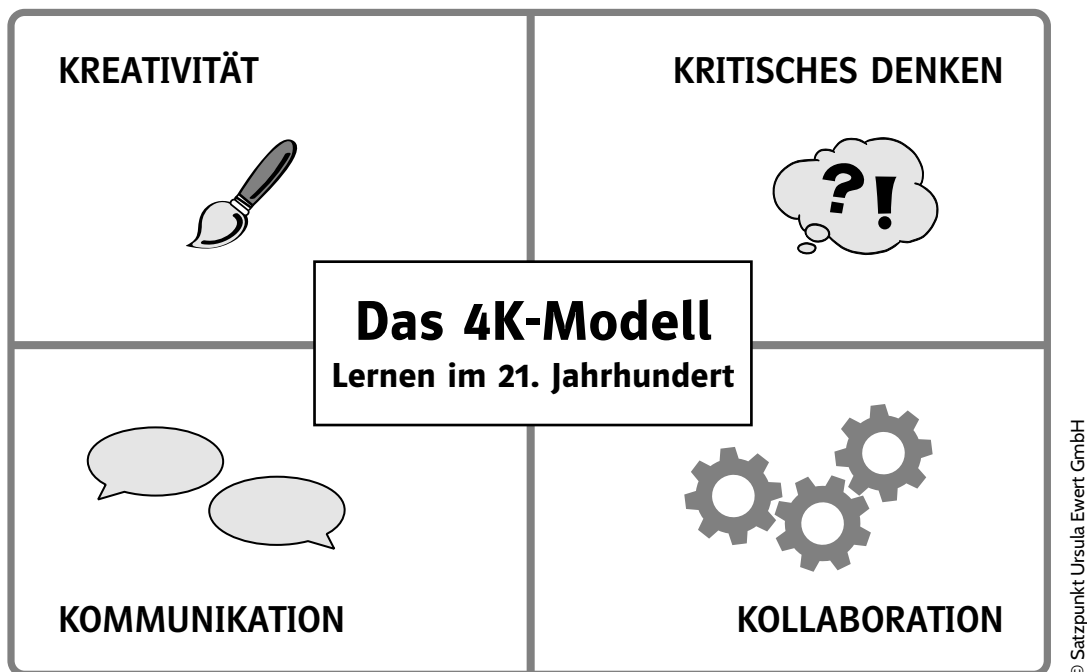 KREATIVITÄT
KRITISCHES DENKEN
?!
Das 4K-Modell
Lernen im 21. Jahrhundert
KOMMUNIKATION
KOLLABORATION
© Satzpunkt Ursula Ewert GmbH